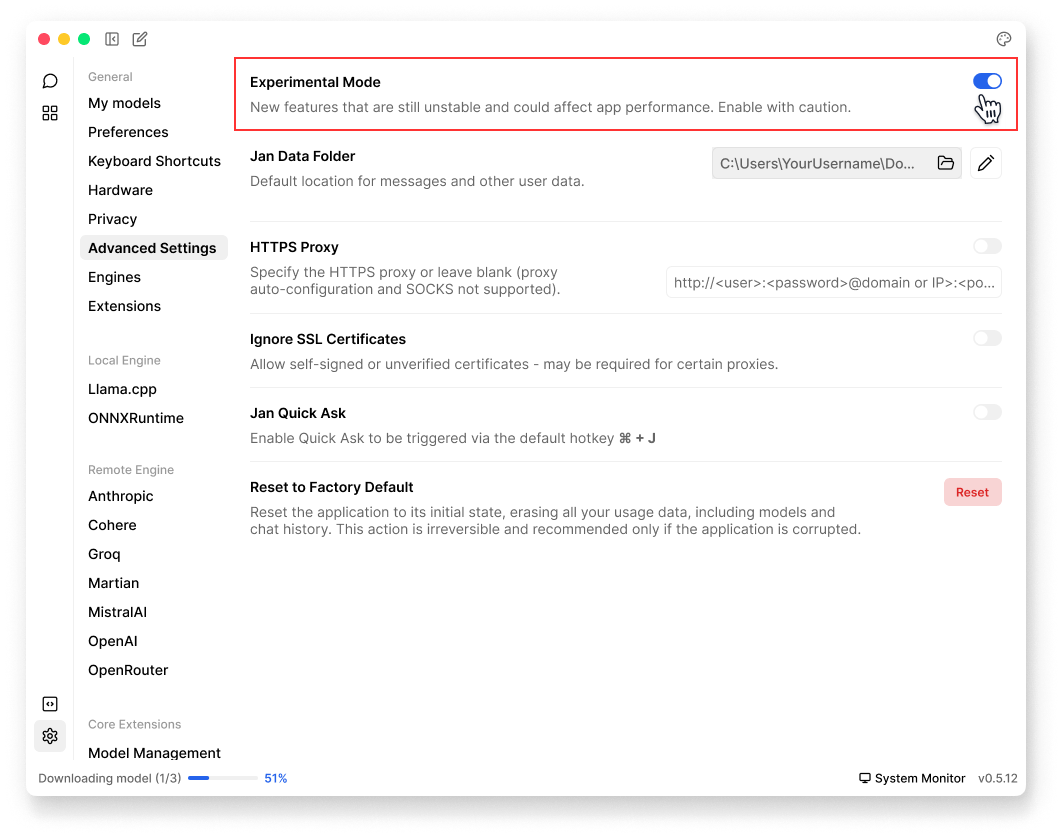 General
My models
Preferences
Keyboard Shortcuts
Hardware
Privacy
Advanced Settings
Engines
Extensions
Local Engine
Llama.cpp
ONNXRuntime
Remote Engine
Anthropic
Cohere
Groq
Martian
MistralAI
OpenAI
OpenRouter
Core Extensions
Model Management
Experimental Mode
New features that are still unstable and could affect app performance. Enable with caution.
Jan Data Folder
Default location for messages and other user data.
C:\Users\YourUsername\Do...
HTTPS Proxy
Specify the HTTPS proxy or leave blank (proxy
auto-configuration and SOCKS not supported).
http://<user>:<password>@domain or IP>:<po...
Ignore SSL Certificates
Allow self-signed or unverified certificates - may be required for certain proxies.
Jan Quick Ask
Enable Quick Ask to be triggered via the default hotkey ⌘ + J
Reset to Factory Default
Reset the application to its initial state, erasing all your usage data, including models and
chat history. This action is irreversible and recommended only if the application is corrupted.
Reset
Downloading model (1/3) 51%
System Monitor v0.5.12